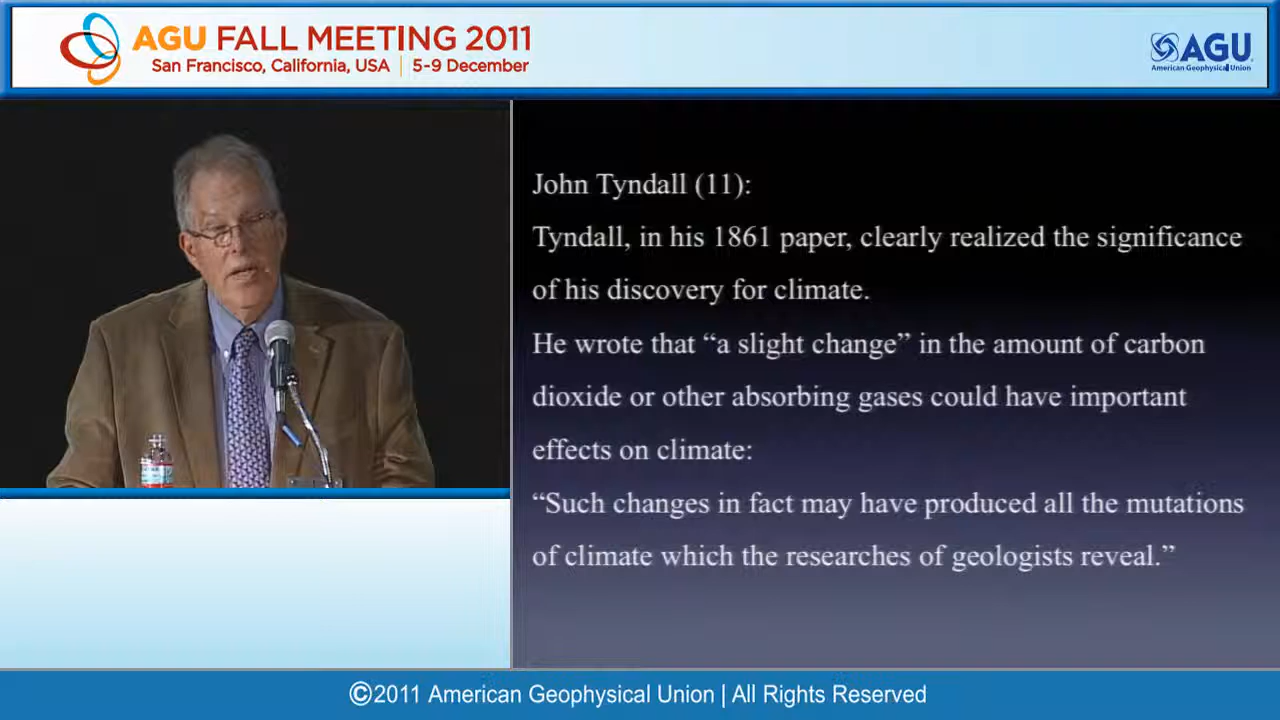 AGU FALL MEETING 2011
San Francisco, California, USA | 5-9 December
AGU
American Geophysical Union
John Tyndall (11):
Tyndall, in his 1861 paper, clearly realized the significance
of his discovery for climate.
He wrote that “a slight change” in the amount of carbon
dioxide or other absorbing gases could have important
effects on climate:
“Such changes in fact may have produced all the mutations
of climate which the researches of geologists reveal.”
©2011 American Geophysical Union | All Rights Reserved